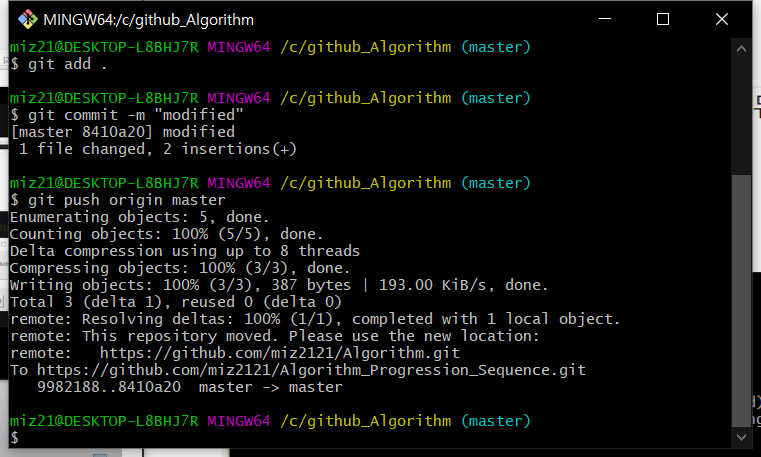 MINGW64:/c/github_Algorithm
miz21@DESKTOP-L8BHJ7R MINGW64 /c/github_Algorithm (master)
$ git add .
miz21@DESKTOP-L8BHJ7R MINGW64 /c/github_Algorithm (master)
$ git commit -m "modified"
[master 8410a20] modified
 1 file changed, 2 insertions(+)
miz21@DESKTOP-L8BHJ7R MINGW64 /c/github_Algorithm (master)
$ git push origin master
Enumerating objects: 5, done.
Counting objects: 100% (5/5), done.
Delta compression using up to 8 threads
Compressing objects: 100% (3/3), done.
Writing objects: 100% (3/3), 387 bytes | 193.00 KiB/s, done.
Total 3 (delta 1), reused 0 (delta 0)
remote: Resolving deltas: 100% (1/1), completed with 1 local object.
remote: This repository moved. Please use the new location:
remote:   https://github.com/miz2121/Algorithm.git
To https://github.com/miz2121/Algorithm_Progression_Sequence.git
   9982188..8410a20  master -> master
miz21@DESKTOP-L8BHJ7R MINGW64 /c/github_Algorithm (master)
$